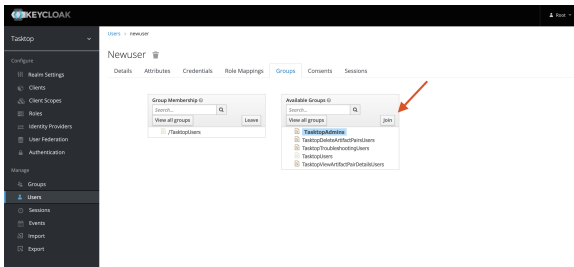 KEYCLOAK
Root
Tasktop
Users > newuser
Newuser
Details Attributes Credentials Role Mappings Groups Consents Sessions
Configure
Realm Settings
Clients
Client Scopes
Roles
Identity Providers
User Federation
Authentication
Manage
Groups
Users
Sessions
Events
Import
Export
Group Membership
Search...
View all groups Leave
/TasktopUsers
Available Groups
Search...
View all groups Join
TasktopAdmins
TasktopDeleteArtifactPairsUsers
TasktopTroubleshootingUsers
TasktopUsers
TasktopViewArtifactPairDetailsUsers